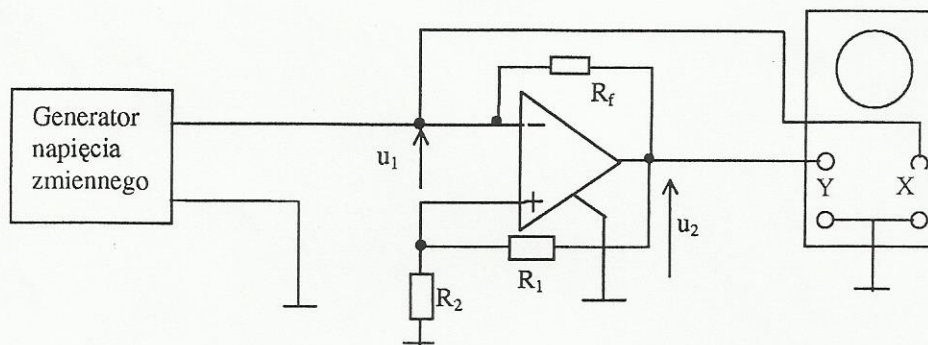 Generator
napięcia
zmiennego
u1
Rf
−
+
R1
R2
u2
Y
X